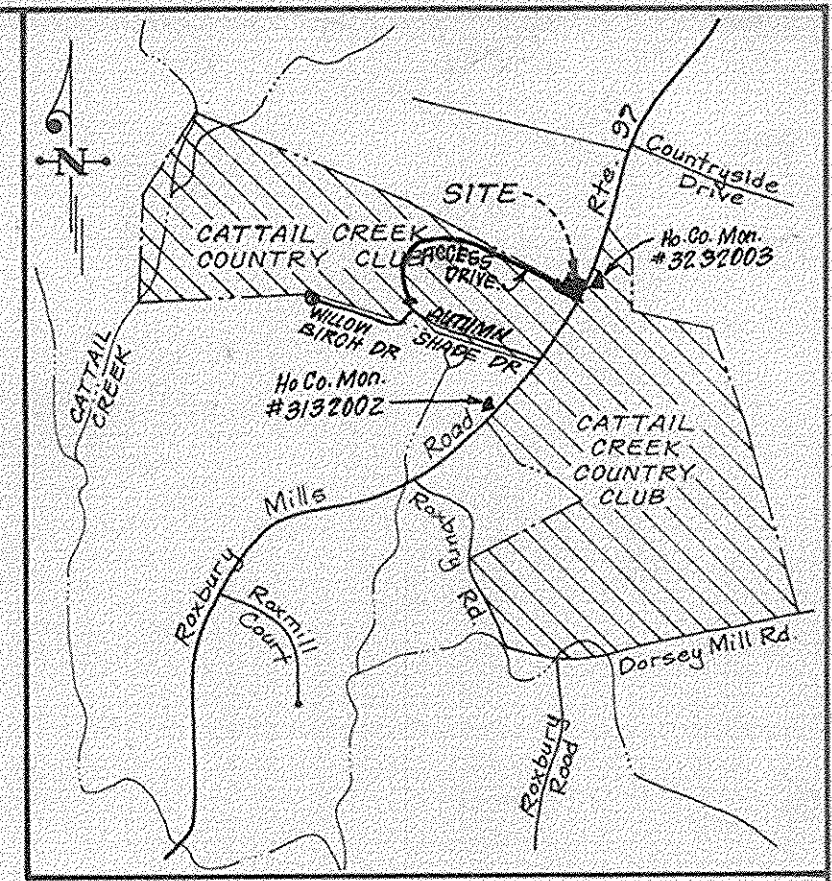 N
Rte. 97
Countryside
Drive
SITE
Ho. Co. Mon.
#3232003
CATTAIL CREEK
COUNTRY CLUB
ACCESS
DRIVE
WILLOW
BIRCH DR
AUTUMN
SHADE DR
CATTAIL
CREEK
Ho Co. Mon.
#3132002
CATTAIL
CREEK
COUNTRY
CLUB
Roxbury Mills Road
Roxbury
Rd.
Roxmill
Court
Dorsey Mill Rd
Roxbury
Road